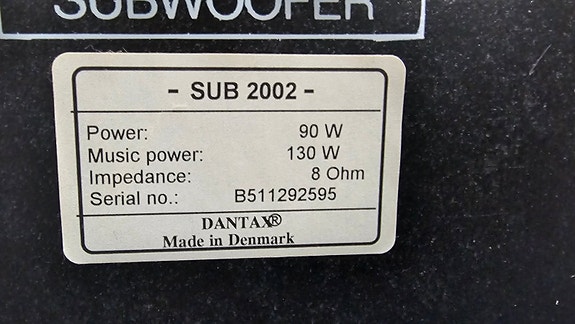 SUBWOOFER
- SUB 2002 -
Power: 90 W
Music power: 130 W
Impedance: 8 Ohm
Serial no.: B511292595
DANTAX®
Made in Denmark